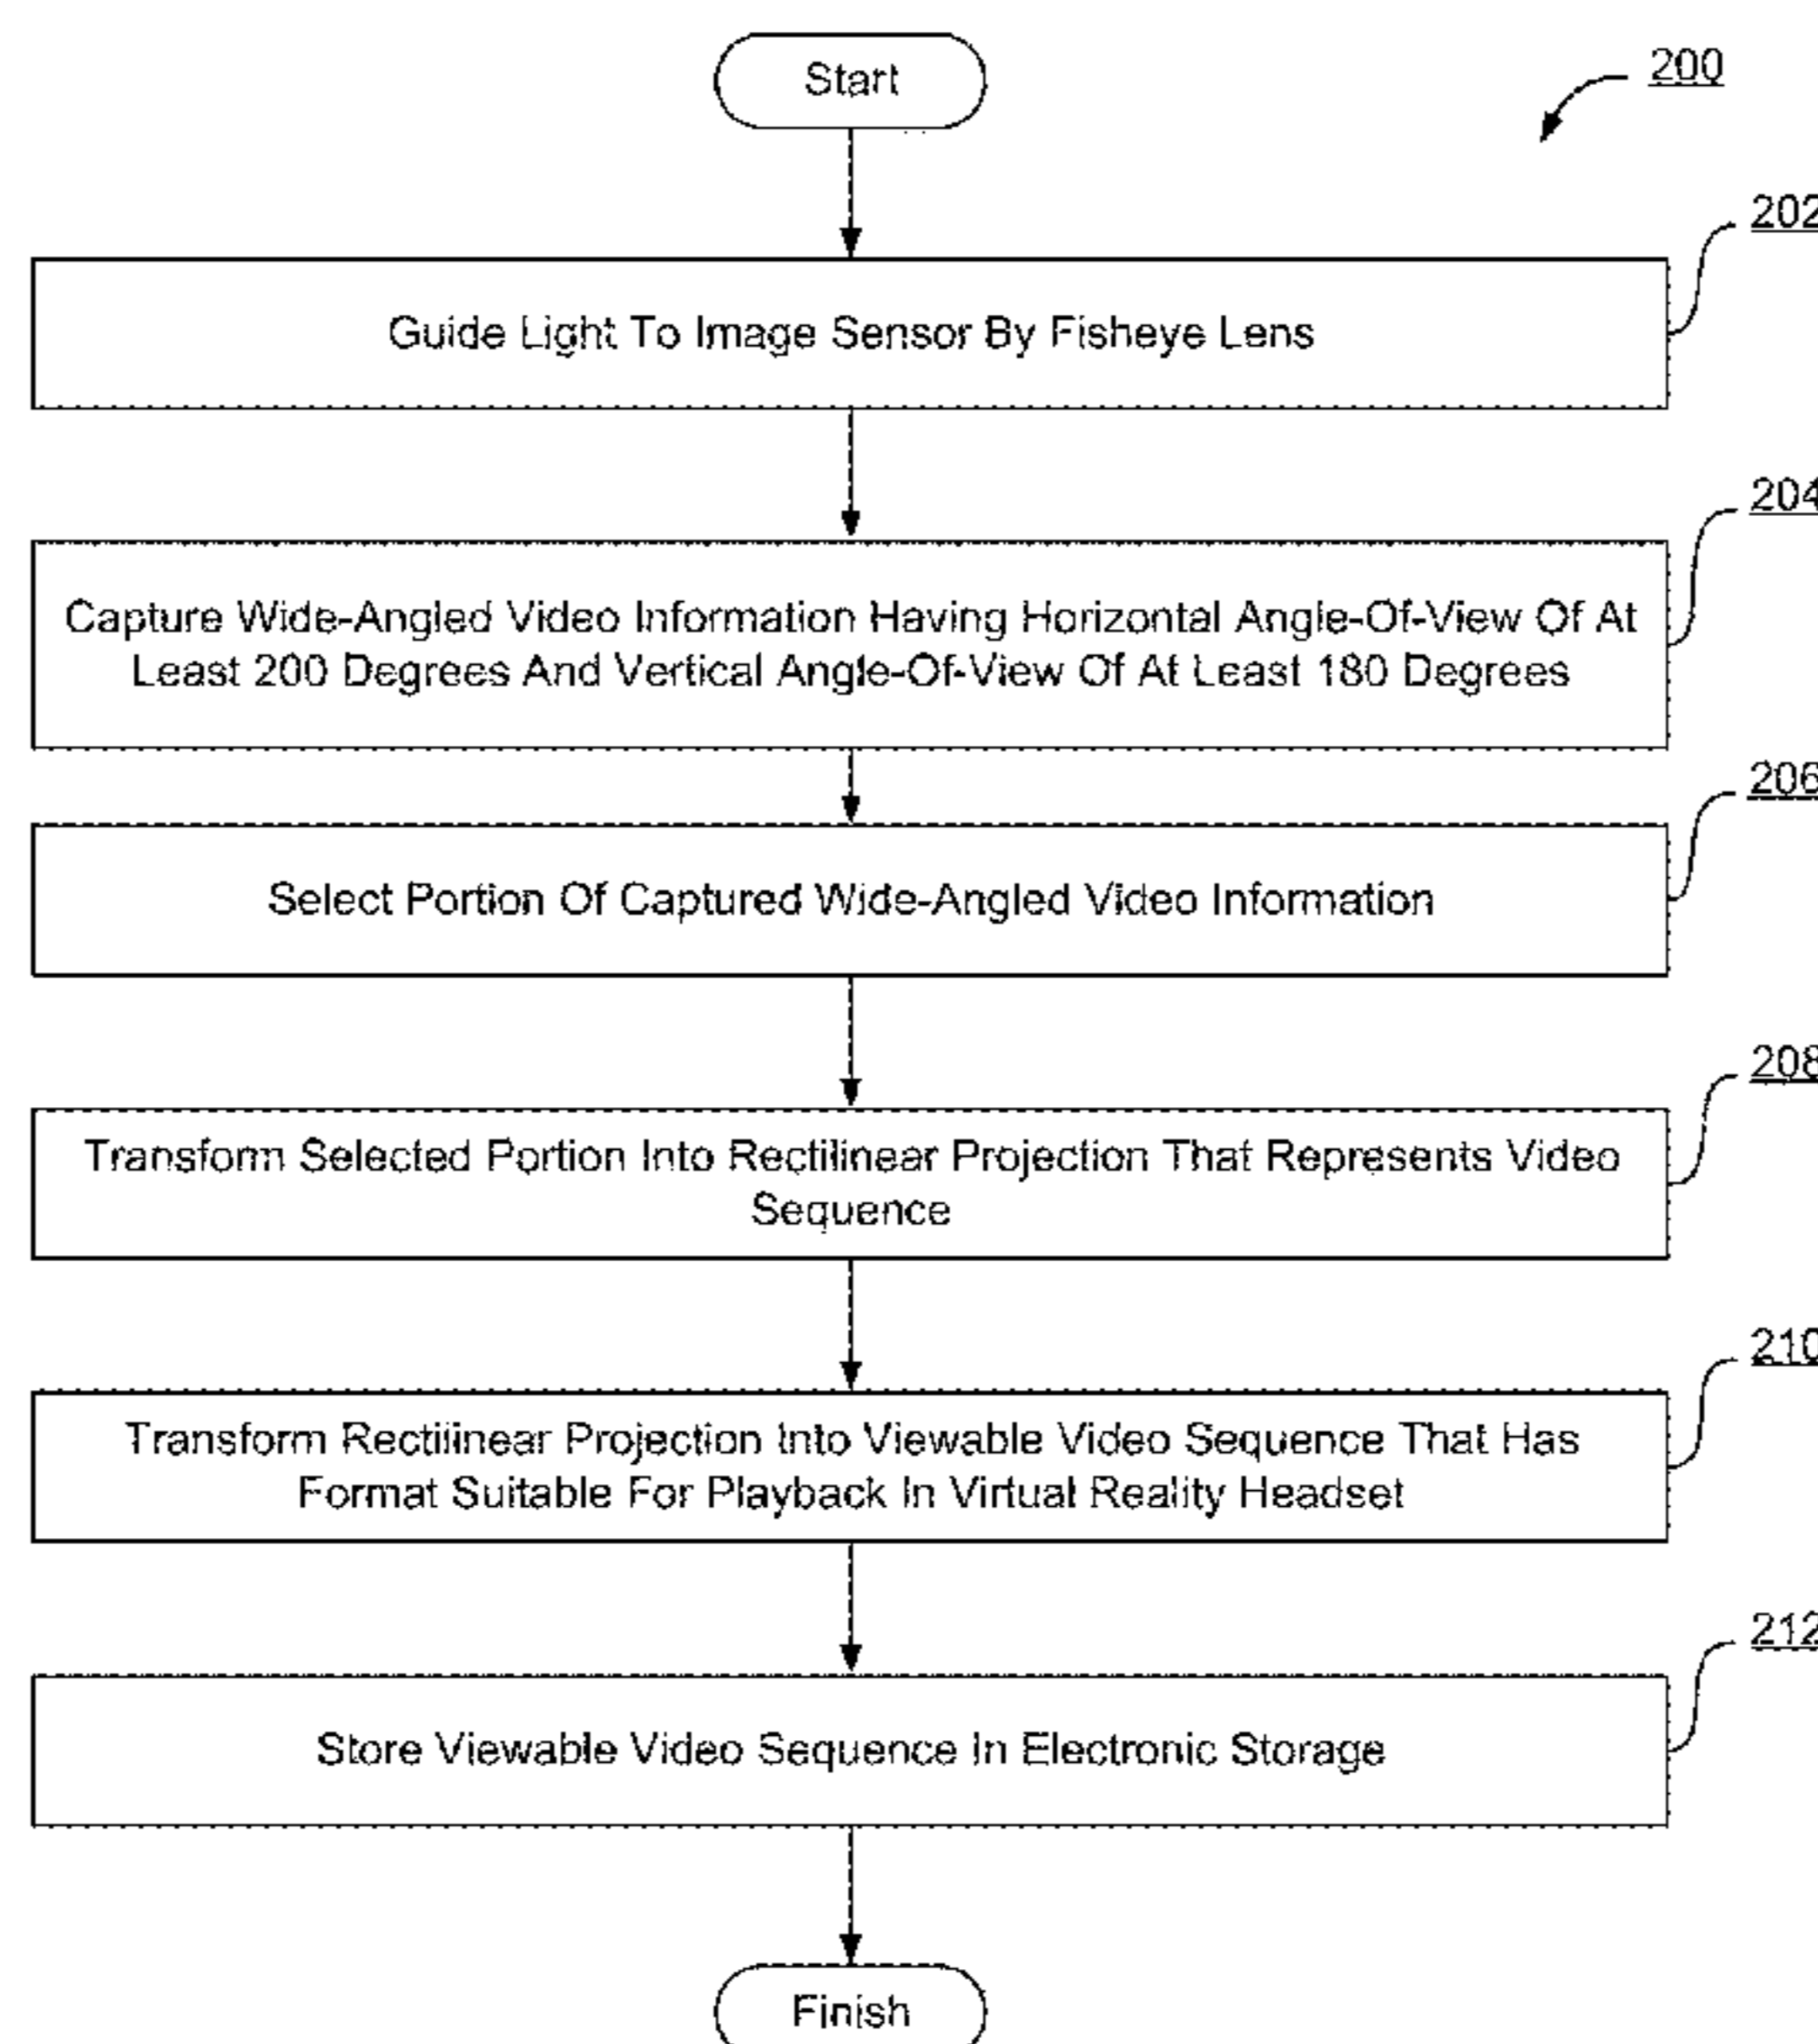 Start
200
202
Guide Light To Image Sensor By Fisheye Lens
204
Capture Wide-Angled Video Information Having Horizontal Angle-Of-View Of At
Least 200 Degrees And Vertical Angle-Of-View Of At Least 180 Degrees
206
Select Portion Of Captured Wide-Angled Video Information
208
Transform Selected Portion Into Rectilinear Projection That Represents Video
Sequence
210
Transform Rectilinear Projection Into Viewable Video Sequence That Has
Format Suitable For Playback In Virtual Reality Headset
212
Store Viewable Video Sequence In Electronic Storage
Finish